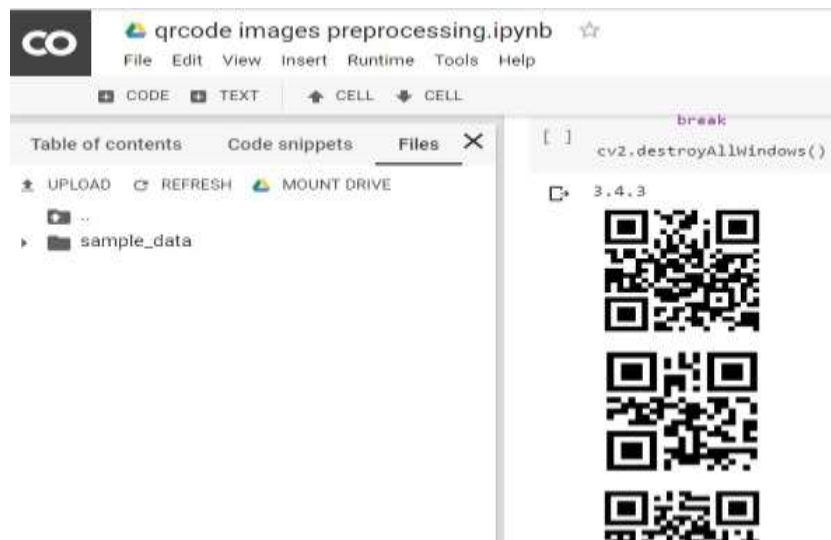 CO
qrcode images preprocessing.ipynb
File Edit View Insert Runtime Tools Help
CODE TEXT CELL CELL
Table of contents Code snippets Files
UPLOAD REFRESH MOUNT DRIVE
..
sample_data
break
[ ] cv2.destroyAllWindows()
3.4.3